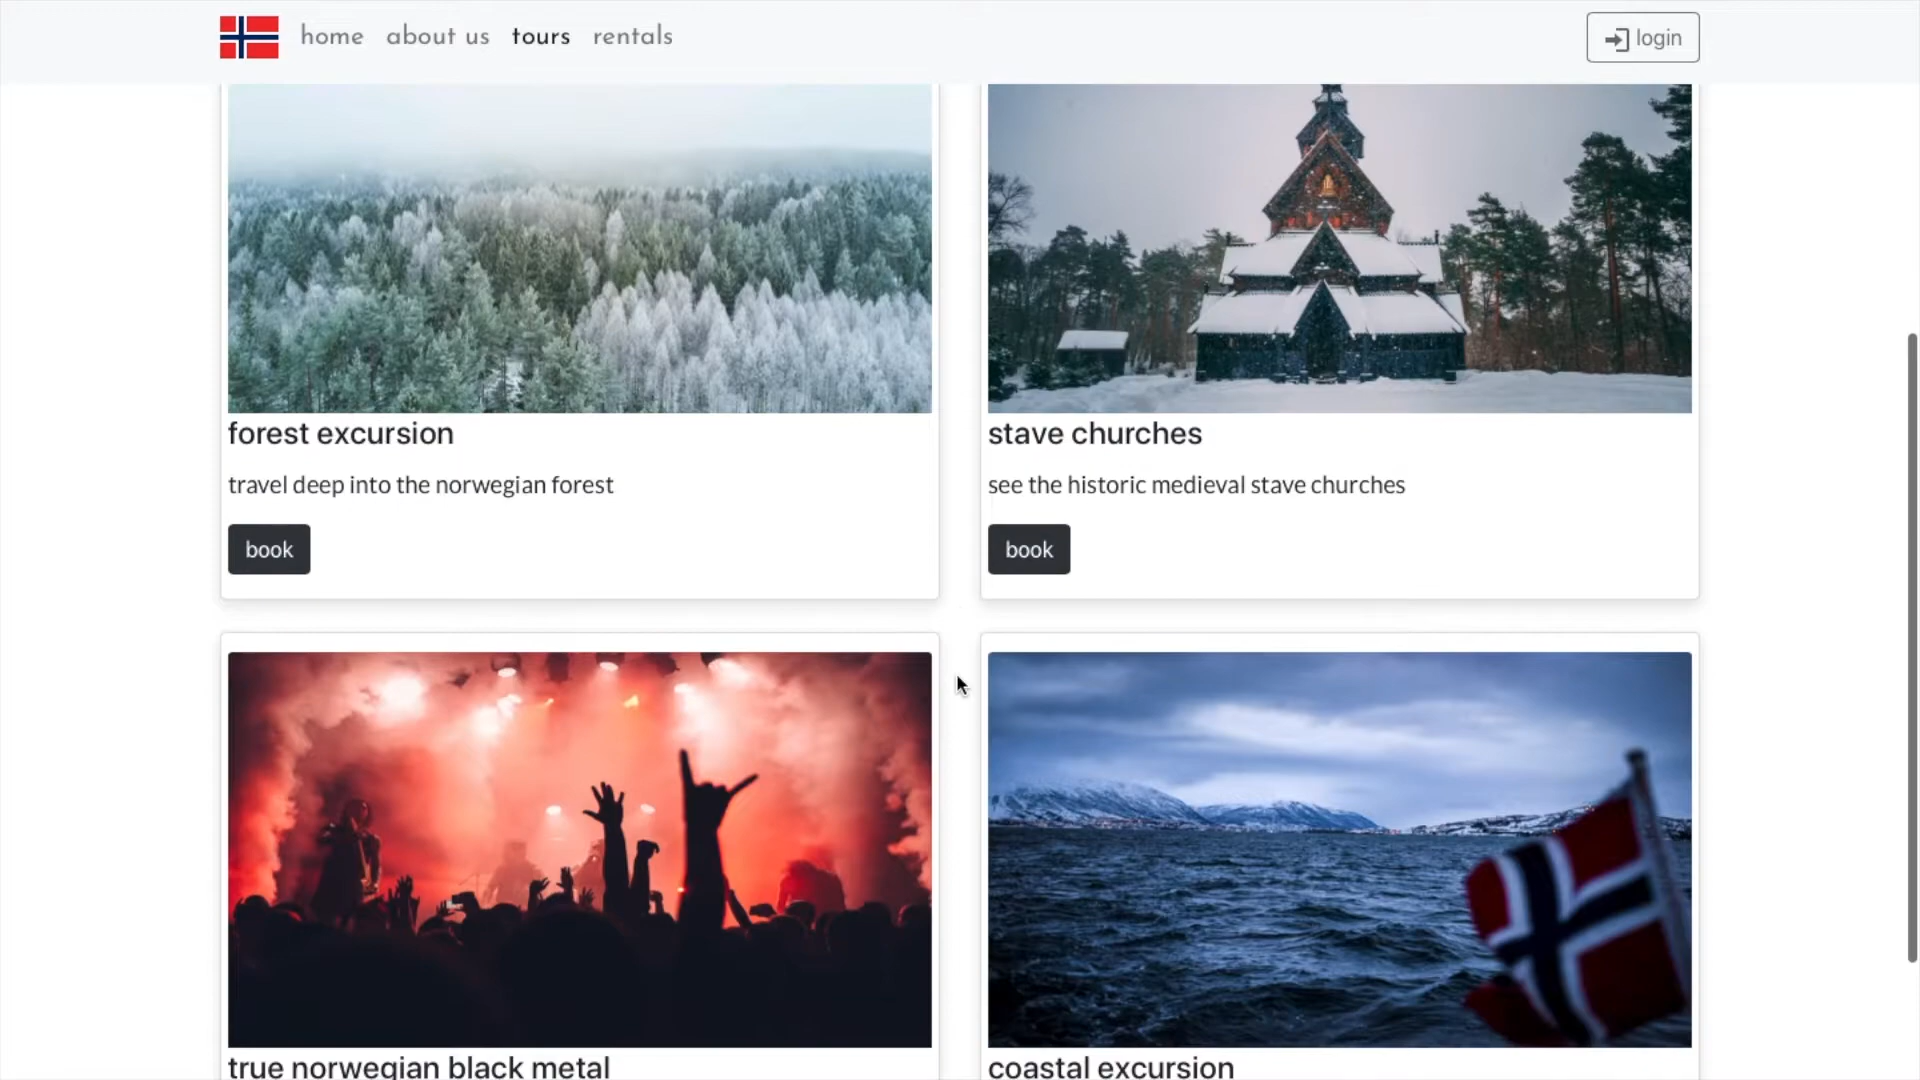 home about us tours rentals
login
forest excursion
travel deep into the norwegian forest
book
stave churches
see the historic medieval stave churches
book
true norwegian black metal
coastal excursion